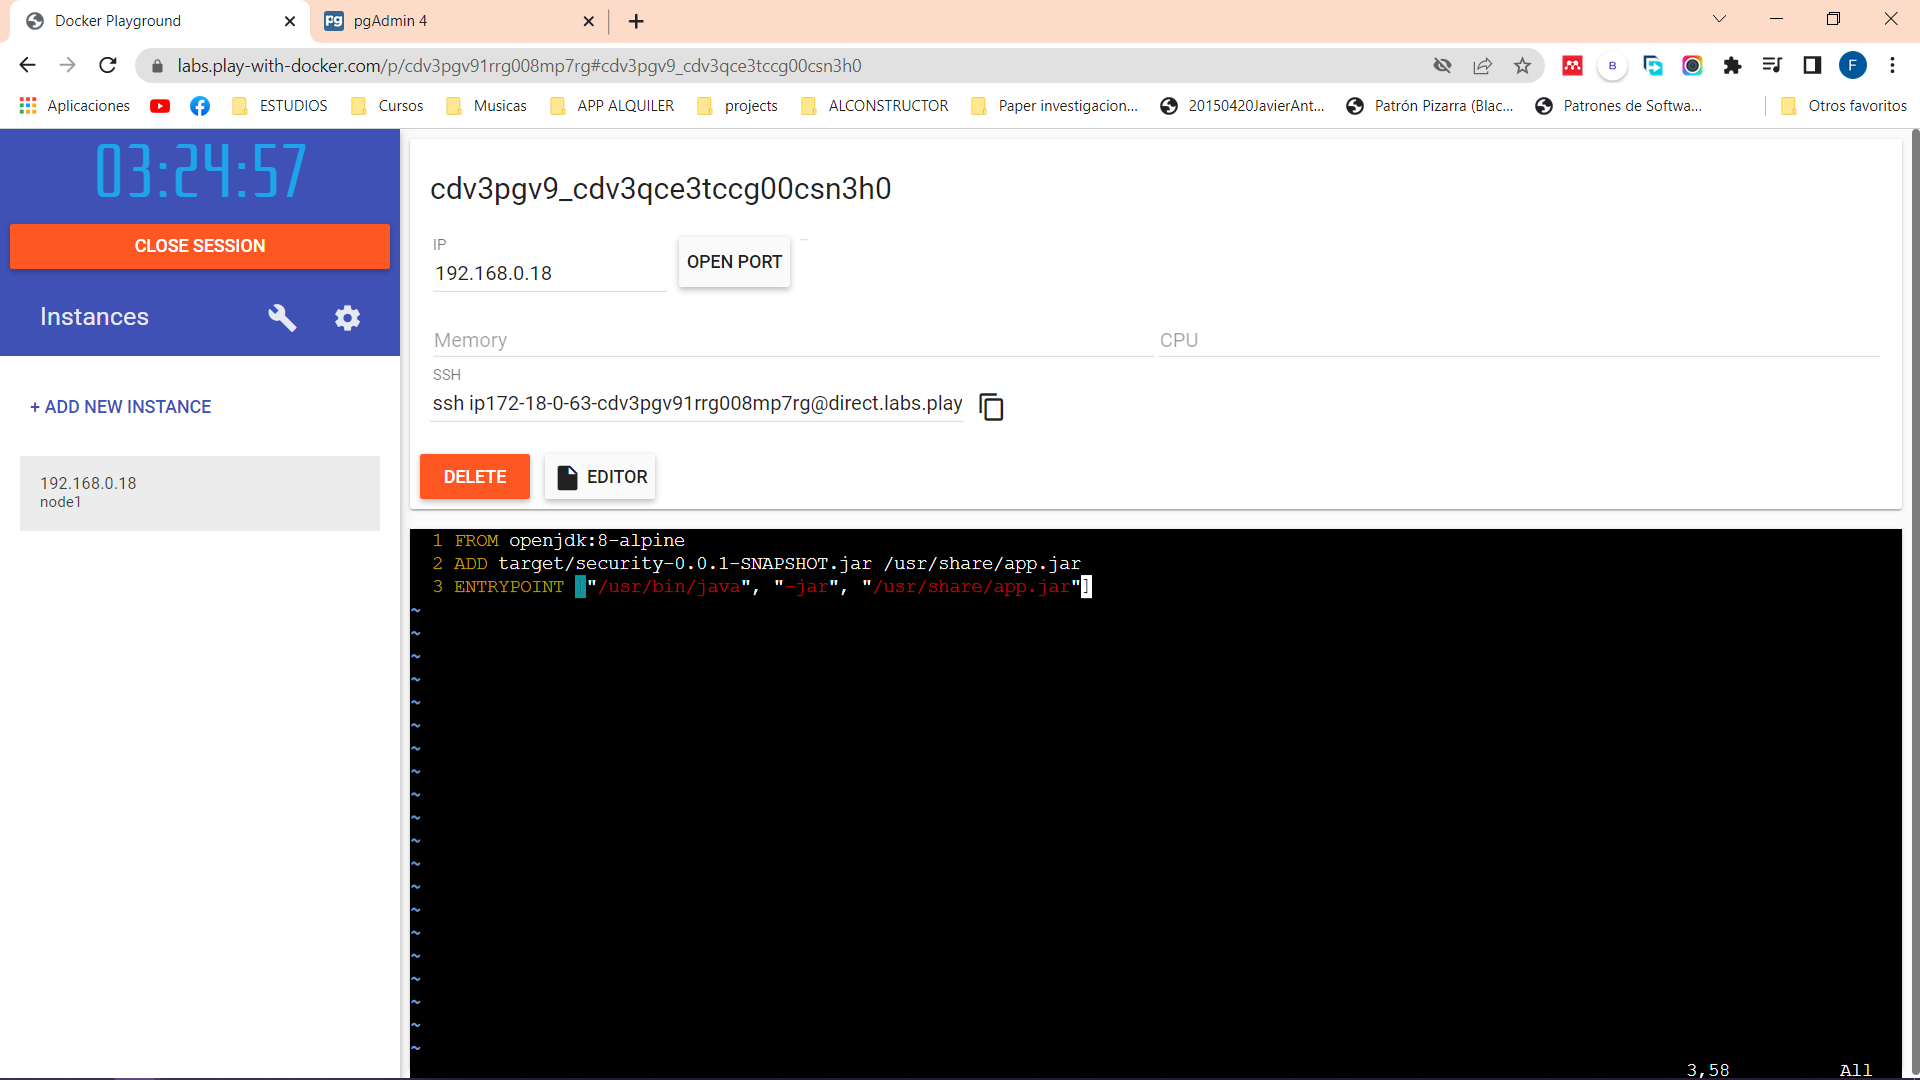 Docker Playground
pgAdmin 4
labs.play-with-docker.com/p/cdv3pgv91rrg008mp7rg#cdv3pgv9_cdv3qce3tccg00csn3h0
B
F
Aplicaciones
ESTUDIOS
Cursos
Musicas
APP ALQUILER
projects
ALCONSTRUCTOR
Paper investigacion...
20150420JavierAnt...
Patrón Pizarra (Blac...
Patrones de Softwa...
Otros favoritos
03:24:57
CLOSE SESSION
Instances
+ ADD NEW INSTANCE
192.168.0.18
node1
cdv3pgv9_cdv3qce3tccg00csn3h0
IP
192.168.0.18
OPEN PORT
Memory
CPU
SSH
ssh ip172-18-0-63-cdv3pgv91rrg008mp7rg@direct.labs.play
DELETE
EDITOR
1 FROM openjdk:8-alpine
2 ADD target/security-0.0.1-SNAPSHOT.jar /usr/share/app.jar
3 ENTRYPOINT ["/usr/bin/java", "-jar", "/usr/share/app.jar"]
3,58 All